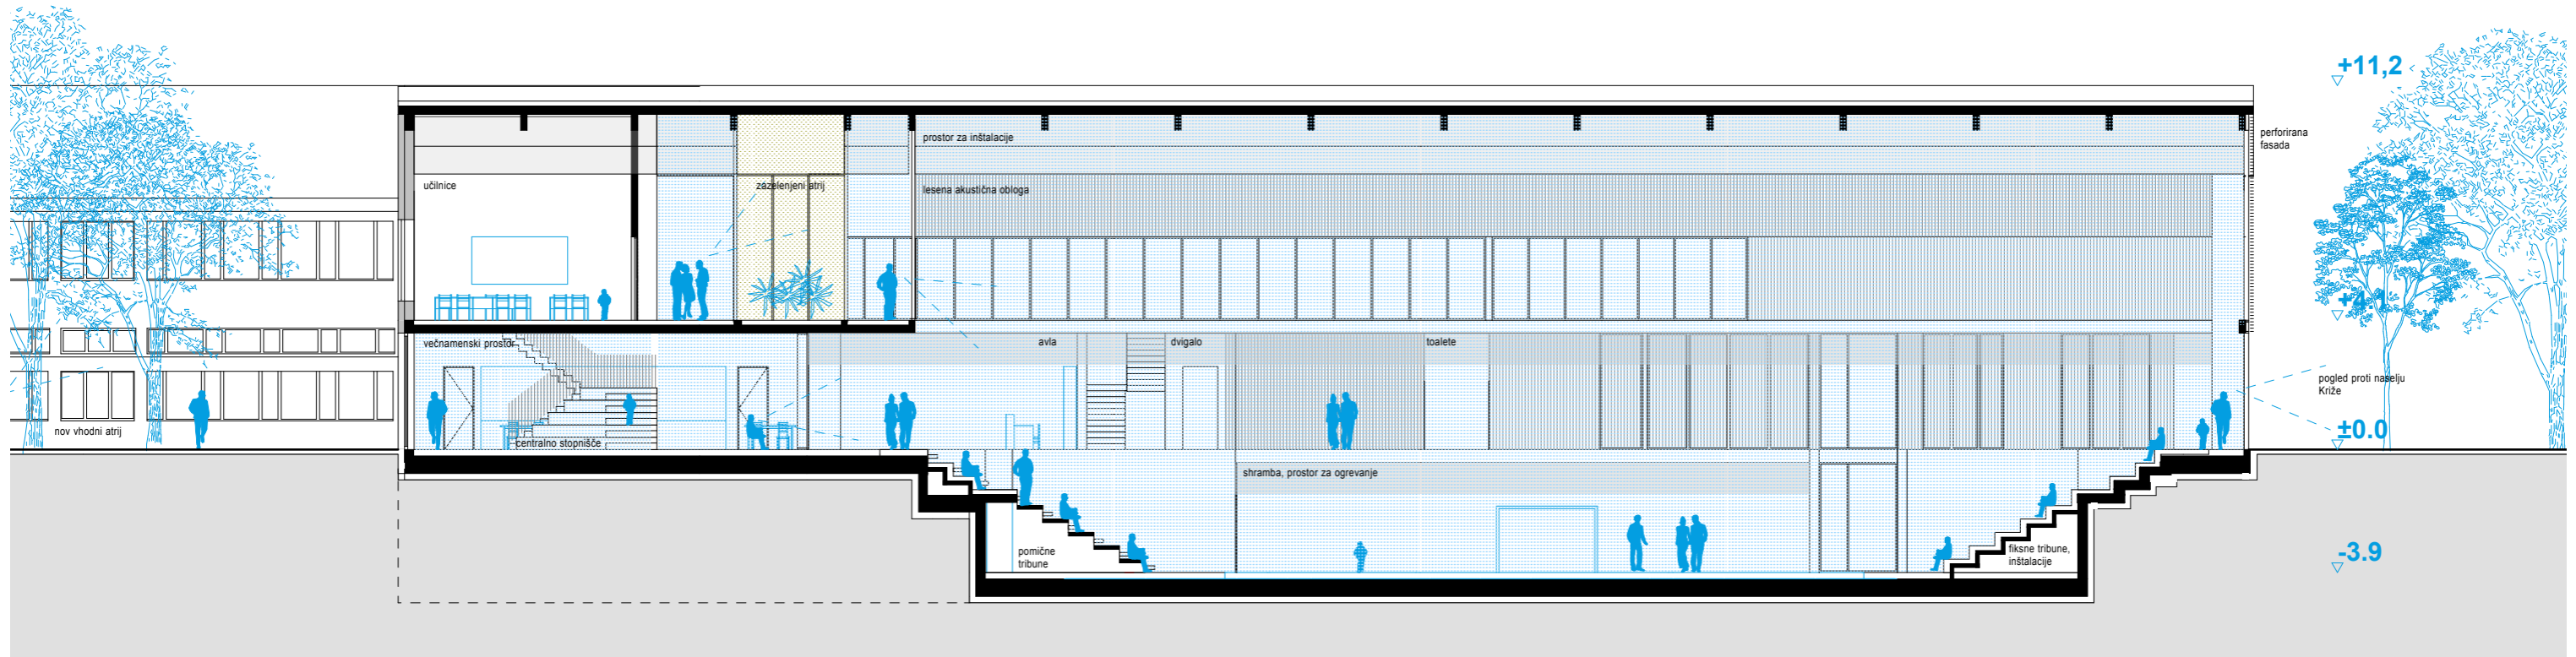 +11,2
prostor za inštalacije
perforirana
fasada
učilnice
zazelenjeni atrij
lesena akustična obloga
večnamenski prostor
avla
dvigalo
toalete
pogled proti naselju
Križe
nov vhodni atrij
centralno stopnišče
±0.0
shramba, prostor za ogrevanje
pomične
tribune
fiksne tribune,
inštalacije
-3.9